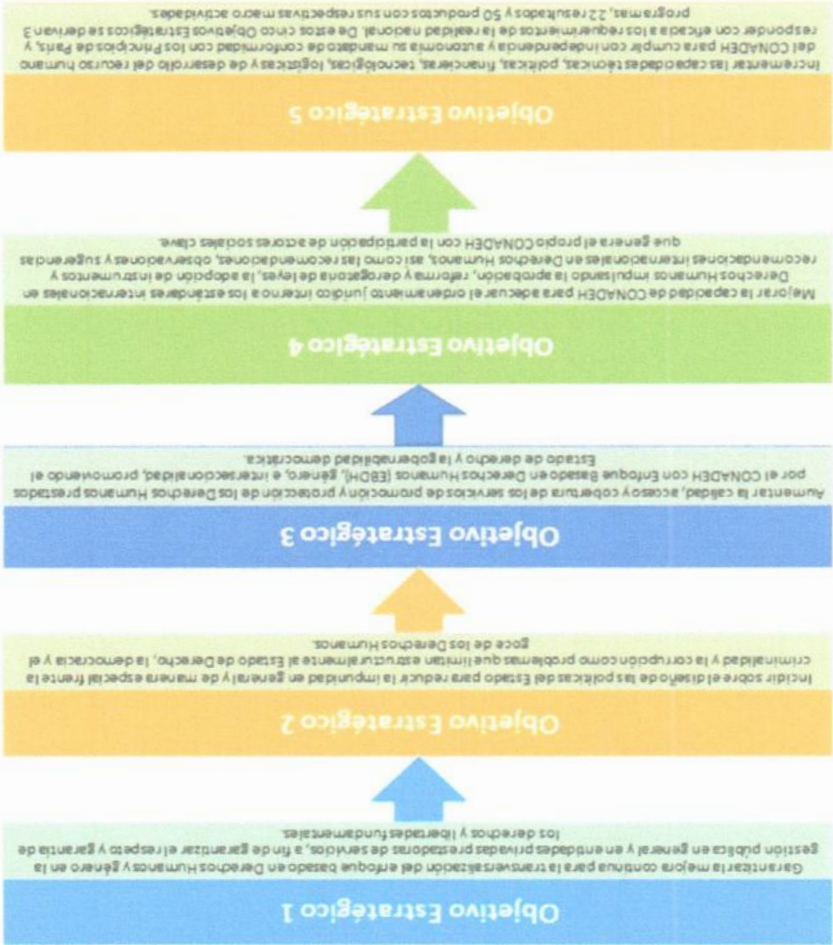 Objetivo Estratégico 1
Garantizar la mejora continua para la transversalización del enfoque basado en Derechos Humanos y género en la
gestión pública en general y en entidades privadas prestadoras de servicios, a fin de garantizar el respeto y garantía de
los derechos y libertades fundamentales.
Objetivo Estratégico 2
Incidir sobre el diseño de las políticas del Estado para reducir la impunidad en general y de manera especial frente la
criminalidad y la corrupción como problemas que limitan estructuralmente al Estado de Derecho, la democracia y el
goce de los Derechos Humanos.
Objetivo Estratégico 3
Aumentar la calidad, acceso y cobertura de los servicios de promoción y protección de los Derechos Humanos prestados
por el CONADEH con Enfoque Basado en Derechos Humanos (EBDH), género, e interseccionalidad, promoviendo el
Estado de derecho y la gobernabilidad democrática.
Objetivo Estratégico 4
Mejorar la capacidad de CONADEH para adecuar el ordenamiento jurídico interno a los estándares internacionales en
Derechos Humanos impulsando la aprobación, reforma y derogatoria de leyes, la adopción de instrumentos y
recomendaciones internacionales en Derechos Humanos, así como las recomendaciones, observaciones y sugerencias
que genera el propio CONADEH con la participación de actores sociales clave.
Objetivo Estratégico 5
Incrementar las capacidades técnicas, políticas, financieras, tecnológicas, logísticas y de desarrollo del recurso humano
del CONADEH para cumplir con independencia y autonomía su mandato de conformidad con los Principios de París, y
responder con eficacia a los requerimientos de la realidad nacional. De estos cinco Objetivos Estratégicos se derivan 3
programas, 22 resultados y 50 productos con sus respectivas macro actividades.